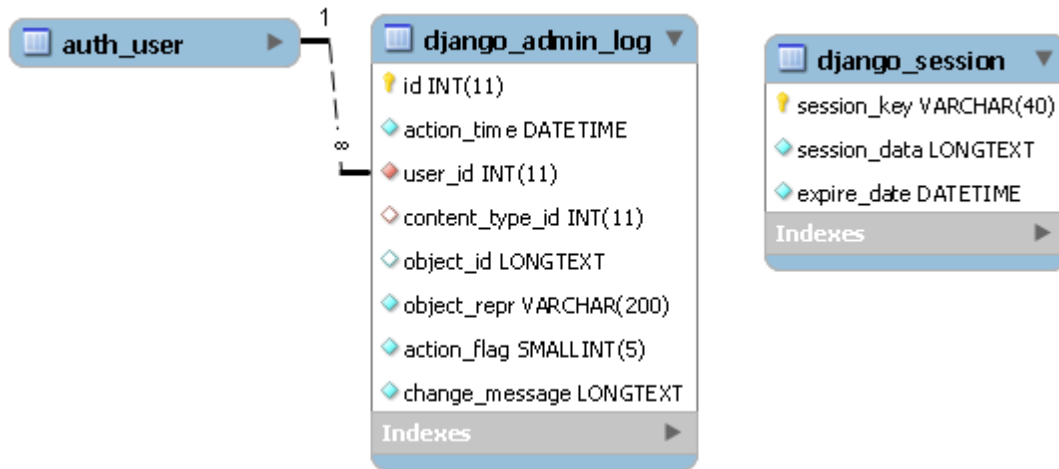 auth_user
1
∞
django_admin_log
id INT(11)
action_time DATETIME
user_id INT(11)
content_type_id INT(11)
object_id LONGTEXT
object_repr VARCHAR(200)
action_flag SMALLINT(5)
change_message LONGTEXT
Indexes
django_session
session_key VARCHAR(40)
session_data LONGTEXT
expire_date DATETIME
Indexes